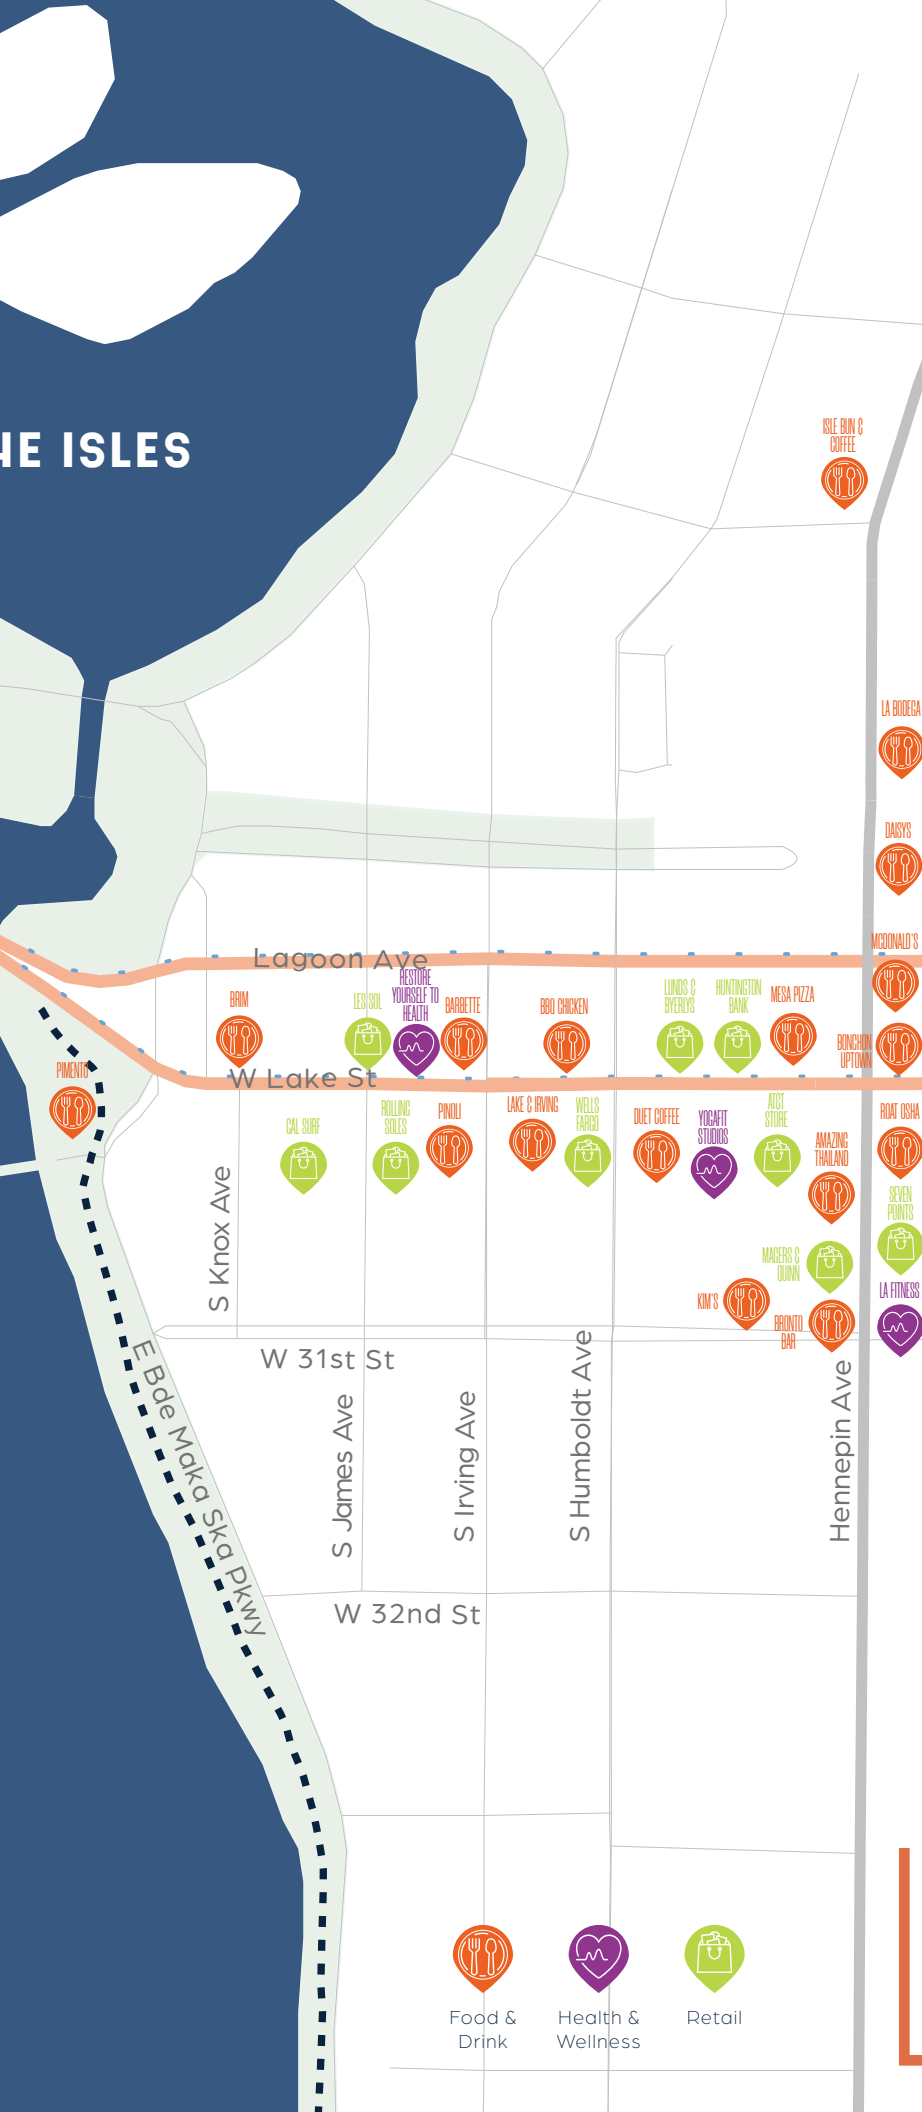 HE ISLES
ISLE BUN &
COFFEE
LA BODEGA
DAISYS
MCDONALD'S
Lagoon Ave
RESTORE
YOURSELF TO
HEALTH
BRIM
LES SOL
BARBETTE
BBQ CHICKEN
LUNDS &
BYERLYS
HUNTINGTON
BANK
MESA PIZZA
BONCHON
UPTOWN
PIMENTO
W Lake St
CAL SURF
ROLLING
SOLES
PINOLI
LAKE & IRVING
WELLS
FARGO
DUET COFFEE
YOGAFIT
STUDIOS
AT&T
STORE
AMAZING
THAILAND
ROAT OSHA
SEVEN
POINTS
S Knox Ave
MAGERS &
QUINN
KIM'S
BRONTO
BAR
LA FITNESS
W 31st St
E Bde Maka Ska Pkwy
S James Ave
S Irving Ave
S Humboldt Ave
Hennepin Ave
W 32nd St
Food &
Drink
Health &
Wellness
Retail